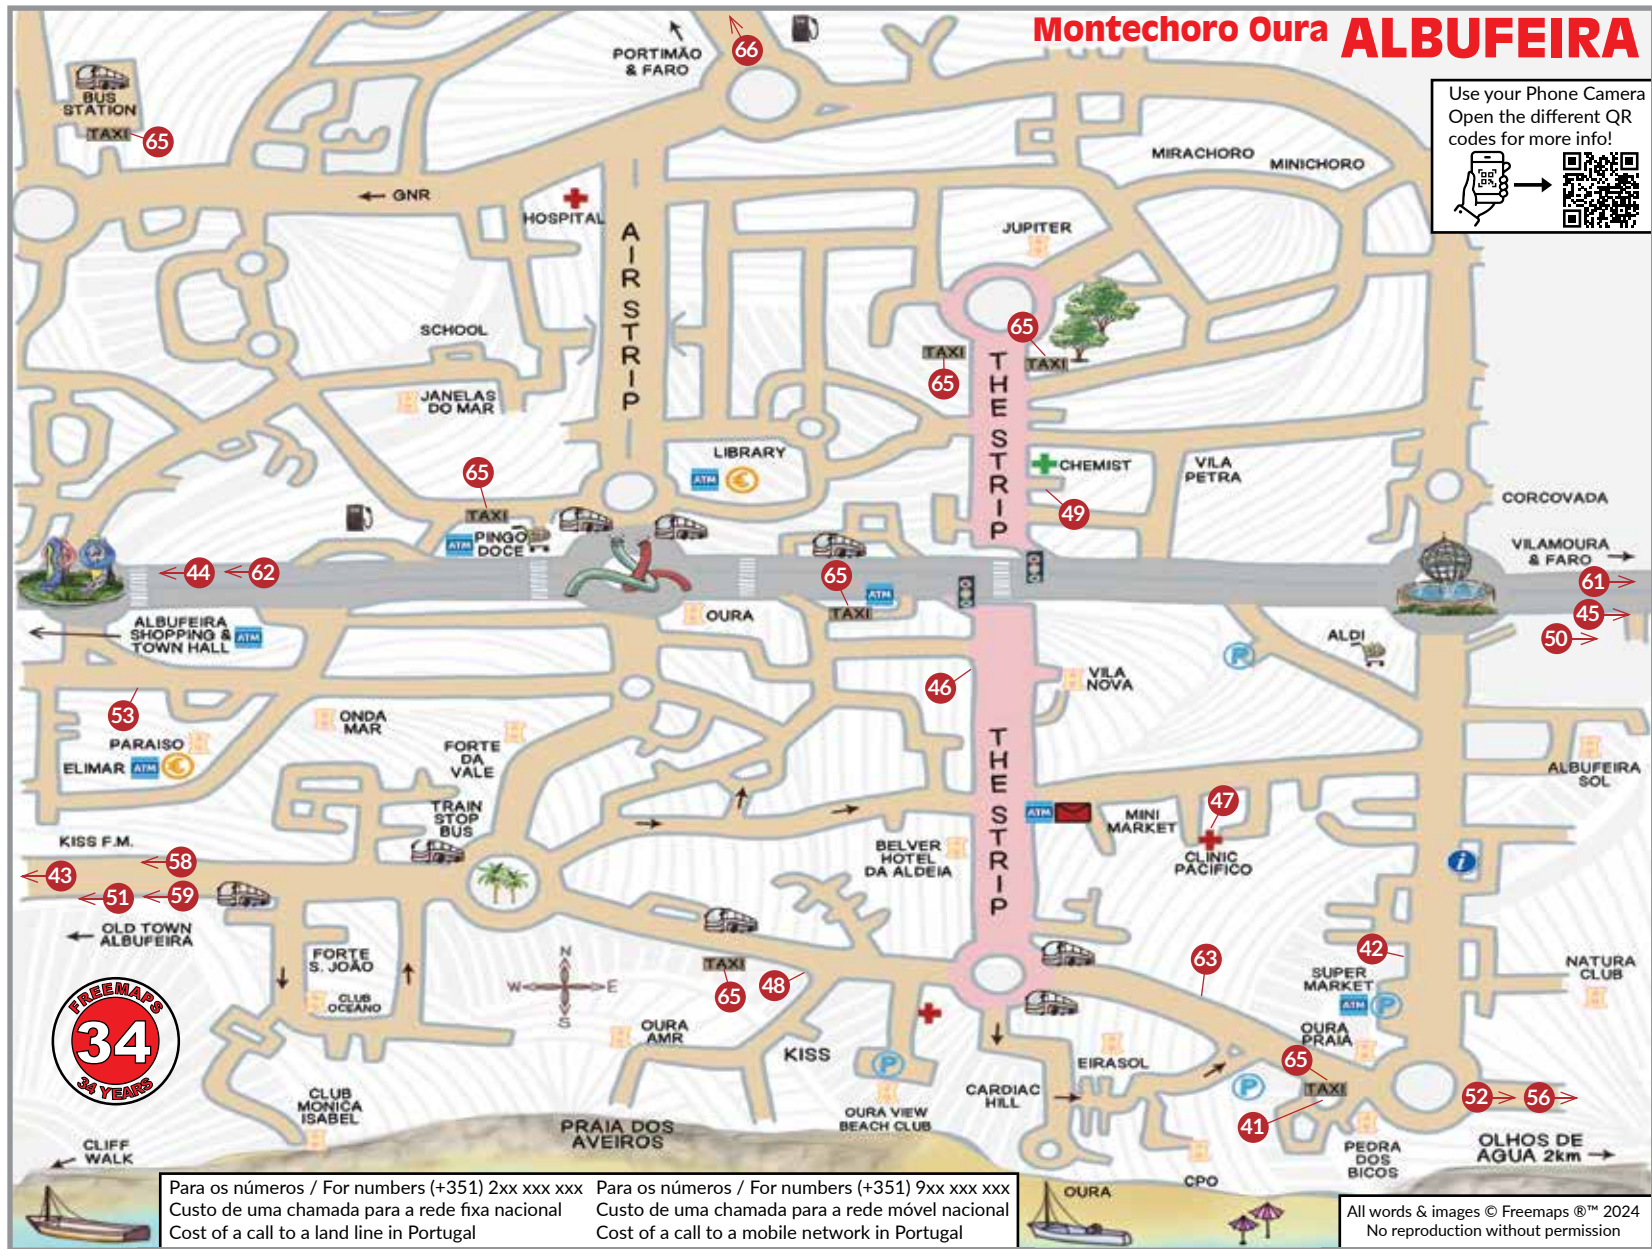 Montechoro Oura ALBUFEIRA
Use your Phone Camera
Open the different QR
codes for more info!
PORTIMÃO
& FARO
66
BUS
STATION
TAXI
65
GNR
HOSPITAL
MIRACHORO
MINICHORO
JUPITER
AIR STRIP
SCHOOL
JANELAS
DO MAR
65
TAXI
65
TAXI
65
THE STRIP
LIBRARY
ATM
€
CHEMIST
VILA
PETRA
49
CORCOVADA
65
TAXI
PINGO
DOCE
ATM
VILAMOURA
& FARO
44
62
65
TAXI
ATM
61
45
50
ALBUFEIRA
SHOPPING &
TOWN HALL
ATM
OURA
ALDI
P
53
46
VILA
NOVA
ONDA
MAR
PARAISO
ELIMAR
ATM
€
FORTE
DA
VALE
THE STRIP
ALBUFEIRA
SOL
TRAIN
STOP
BUS
ATM
MINI
MARKET
47
CLINIC
PACIFICO
KISS F.M.
58
43
51
59
BELVER
HOTEL
DA ALDEIA
i
OLD TOWN
ALBUFEIRA
FORTE
S. JOÃO
CLUB
OCEANO
N
W
E
S
TAXI
65
48
63
42
SUPER
MARKET
ATM
P
NATURA
CLUB
FREEMAPS
34
34 YEARS
OURA
AMR
KISS
P
OURA
PRAIA
EIRASOL
65
TAXI
P
41
52
56
CLUB
MONICA
ISABEL
PRAIA DOS
AVEIROS
OURA VIEW
BEACH CLUB
CARDIAC
HILL
PEDRA
DOS
BICOS
OLHOS DE
AGUA 2km
CLIFF
WALK
CPO
OURA
Para os números / For numbers (+351) 2xx xxx xxx
Custo de uma chamada para a rede fixa nacional
Cost of a call to a land line in Portugal
Para os números / For numbers (+351) 9xx xxx xxx
Custo de uma chamada para a rede móvel nacional
Cost of a call to a mobile network in Portugal
All words & images © Freemaps ®™ 2024
No reproduction without permission